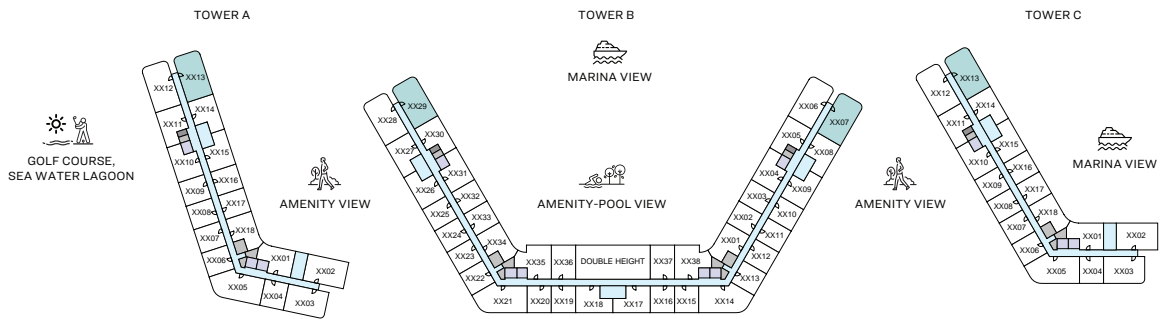 TOWER A
TOWER B
TOWER C
MARINA VIEW
GOLF COURSE,
SEA WATER LAGOON
AMENITY VIEW
AMENITY-POOL VIEW
AMENITY VIEW
MARINA VIEW
XX12
XX13
XX11
XX14
XX10
XX15
XX09
XX16
XX08
XX17
XX07
XX18
XX06
XX05
XX01
XX02
XX04
XX03
XX28
XX29
XX27
XX30
XX26
XX31
XX25
XX32
XX24
XX33
XX23
XX34
XX22
XX21
XX35
XX36
DOUBLE HEIGHT
XX37
XX38
XX20
XX19
XX18
XX17
XX16
XX15
XX14
XX06
XX07
XX05
XX08
XX04
XX09
XX03
XX10
XX02
XX11
XX01
XX12
XX13
XX12
XX13
XX11
XX14
XX10
XX15
XX09
XX16
XX08
XX17
XX07
XX18
XX06
XX05
XX01
XX02
XX04
XX03